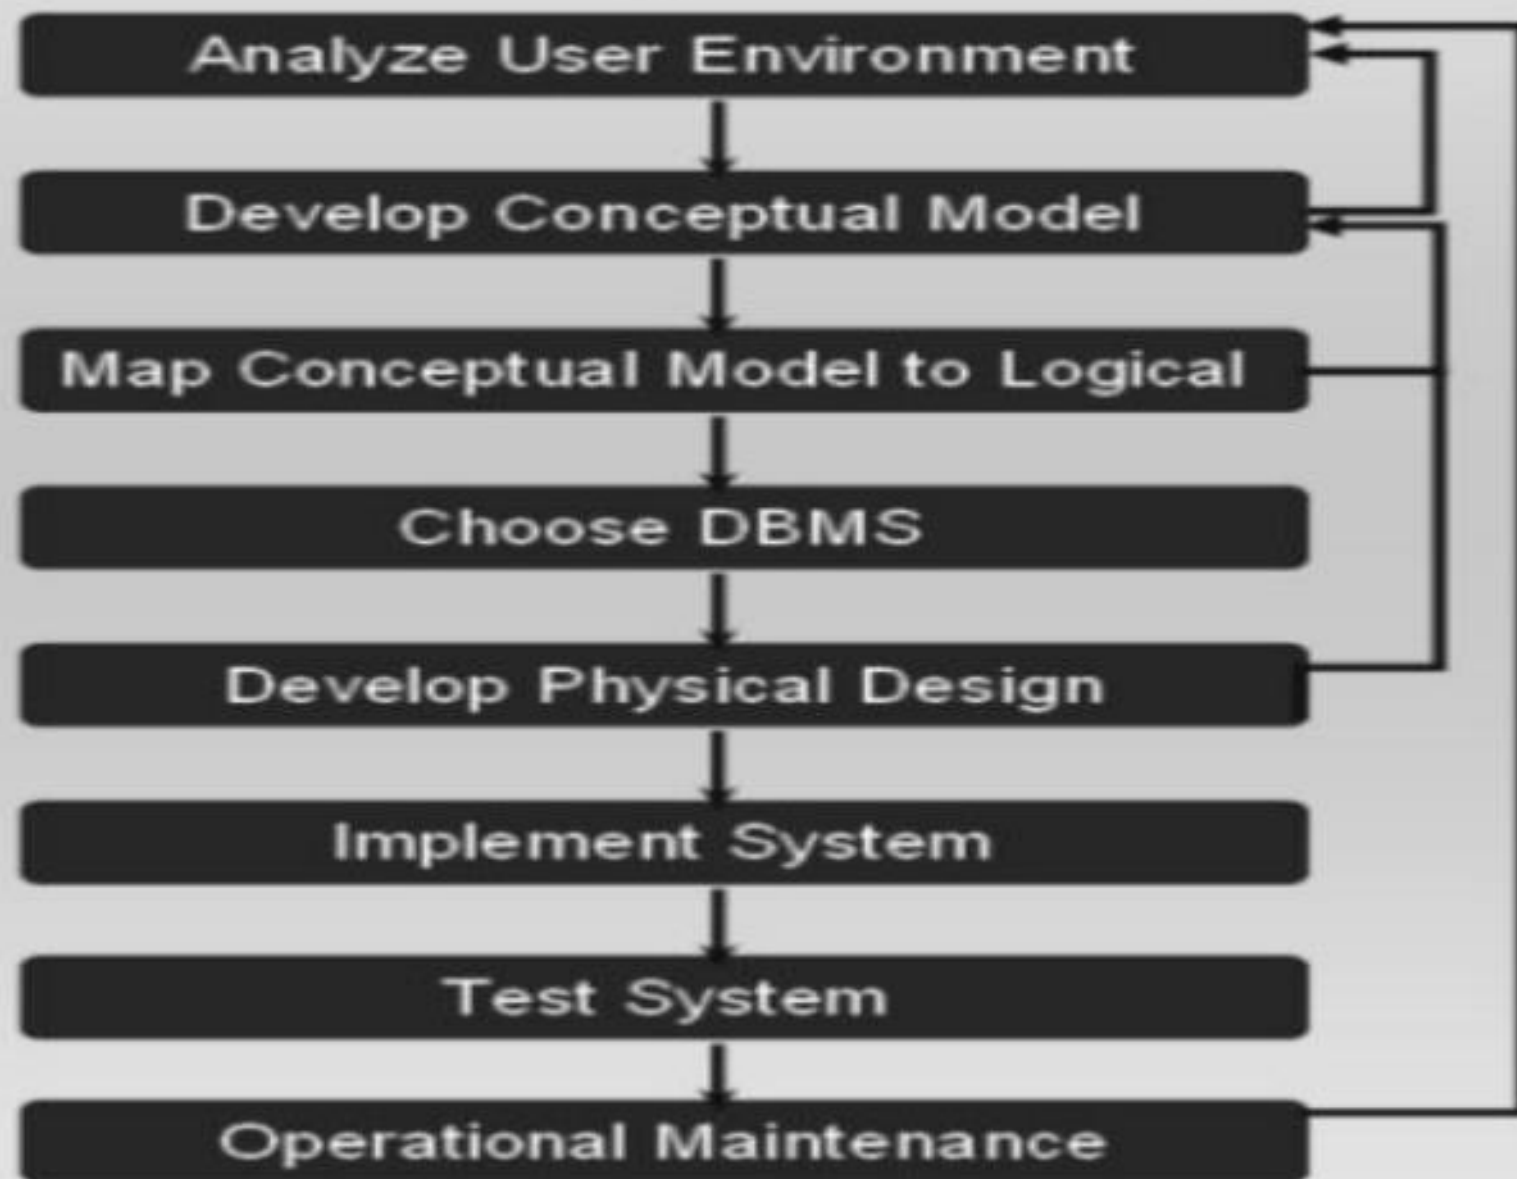 Analyze User Environment
Develop Conceptual Model
Map Conceptual Model to Logical
Choose DBMS
Develop Physical Design
Implement System
Test System
Operational Maintenance